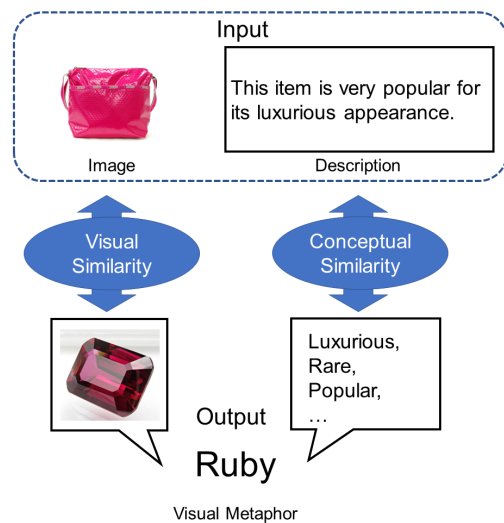 Input
This item is very popular for
its luxurious appearance.
Image
Description
Visual
Similarity
Conceptual
Similarity
Luxurious,
Rare,
Popular,
…
Output
Ruby
Visual Metaphor